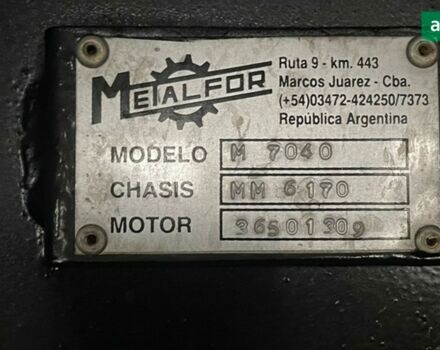 METALFOR
Ruta 9 - km. 443
Marcos Juarez - Cba.
(+54)03472-424250/7373
República Argentina
MODELO M 7040
CHASIS MM 6170
MOTOR 36501309
a